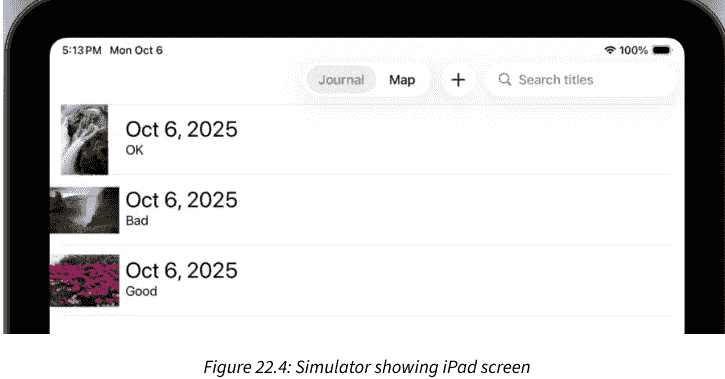 5:13 PM Mon Oct 6 100%
Journal Map + Search titles
Oct 6, 2025
OK
Oct 6, 2025
Bad
Oct 6, 2025
Good
Figure 22.4: Simulator showing iPad screen